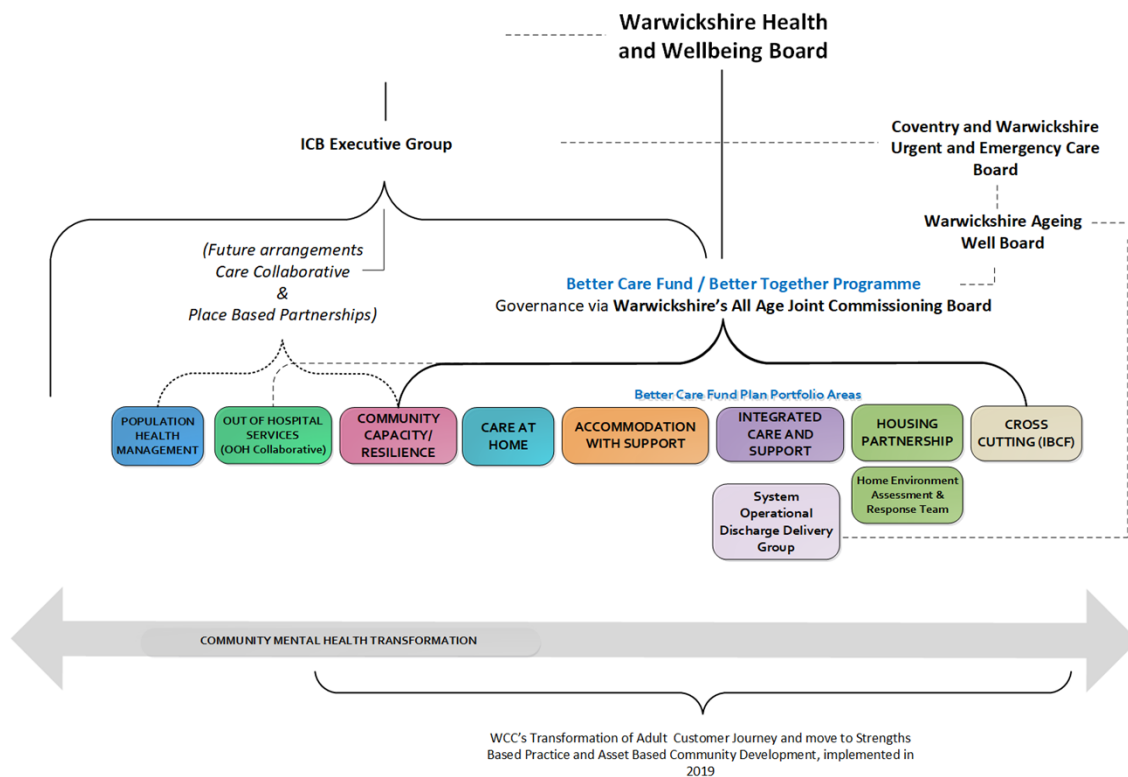 Warwickshire Health
and Wellbeing Board
ICB Executive Group
Coventry and Warwickshire
Urgent and Emergency Care
Board
Warwickshire Ageing
Well Board
(Future arrangements
Care Collaborative
&
Place Based Partnerships)
Better Care Fund / Better Together Programme
Governance via Warwickshire's All Age Joint Commissioning Board
Better Care Fund Plan Portfolio Areas
POPULATION
HEALTH
MANAGEMENT
OUT OF HOSPITAL
SERVICES
(OOH Collaborative)
COMMUNITY
CAPACITY/
RESILIENCE
CARE AT
HOME
ACCOMMODATION
WITH SUPPORT
INTEGRATED
CARE AND
SUPPORT
HOUSING
PARTNERSHIP
CROSS
CUTTING (IBCF)
System
Operational
Discharge Delivery
Group
Home Environment
Assessment &
Response Team
COMMUNITY MENTAL HEALTH TRANSFORMATION
WCC's Transformation of Adult Customer Journey and move to Strengths
Based Practice and Asset Based Community Development, implemented in
2019